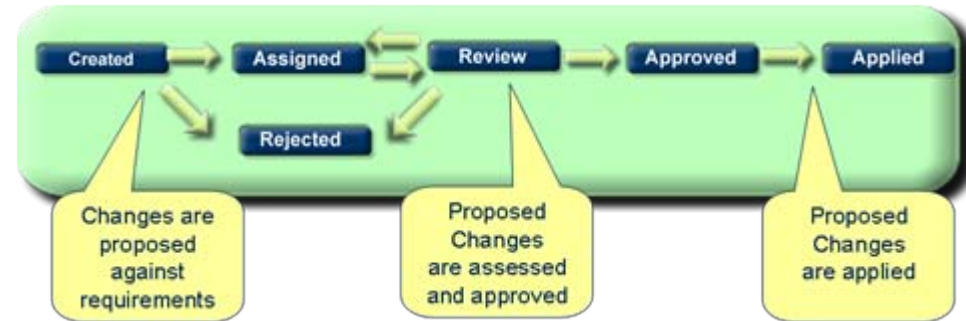 Created
Assigned
Review
Approved
Applied
Rejected
Changes are
proposed
against
requirements
Proposed
Changes
are assessed
and approved
Proposed
Changes
are applied